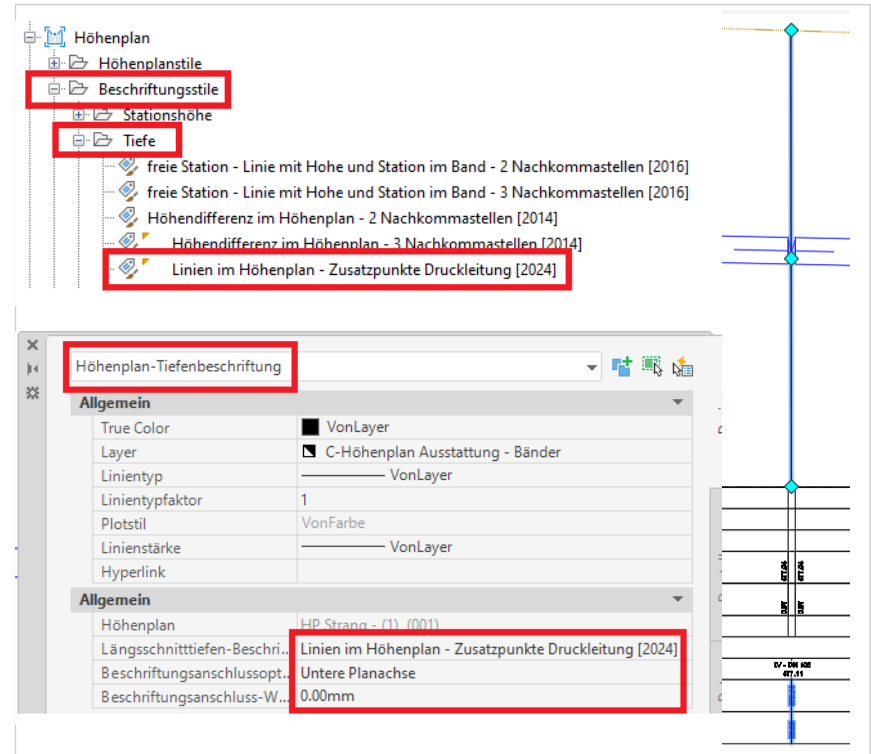 Höhenplan
Höhenplanstile
Beschriftungsstile
Stationshöhe
Tiefe
freie Station - Linie mit Hohe und Station im Band - 2 Nachkommastellen [2016]
freie Station - Linie mit Hohe und Station im Band - 3 Nachkommastellen [2016]
Höhendifferenz im Höhenplan - 2 Nachkommastellen [2014]
Höhendifferenz im Höhenplan - 3 Nachkommastellen [2014]
Linien im Höhenplan - Zusatzpunkte Druckleitung [2024]
Höhenplan-Tiefenbeschriftung
Allgemein
True Color VonLayer
Layer C-Höhenplan Ausstattung - Bänder
Linientyp VonLayer
Linientypfaktor 1
Plotstil VonFarbe
Linienstärke VonLayer
Hyperlink
Allgemein
Höhenplan HP Strang - (1) (001)
Längsschnitttiefen-Beschri... Linien im Höhenplan - Zusatzpunkte Druckleitung [2024]
Beschriftungsanschlussopt... Untere Planachse
Beschriftungsanschluss-W... 0.00mm
677.11